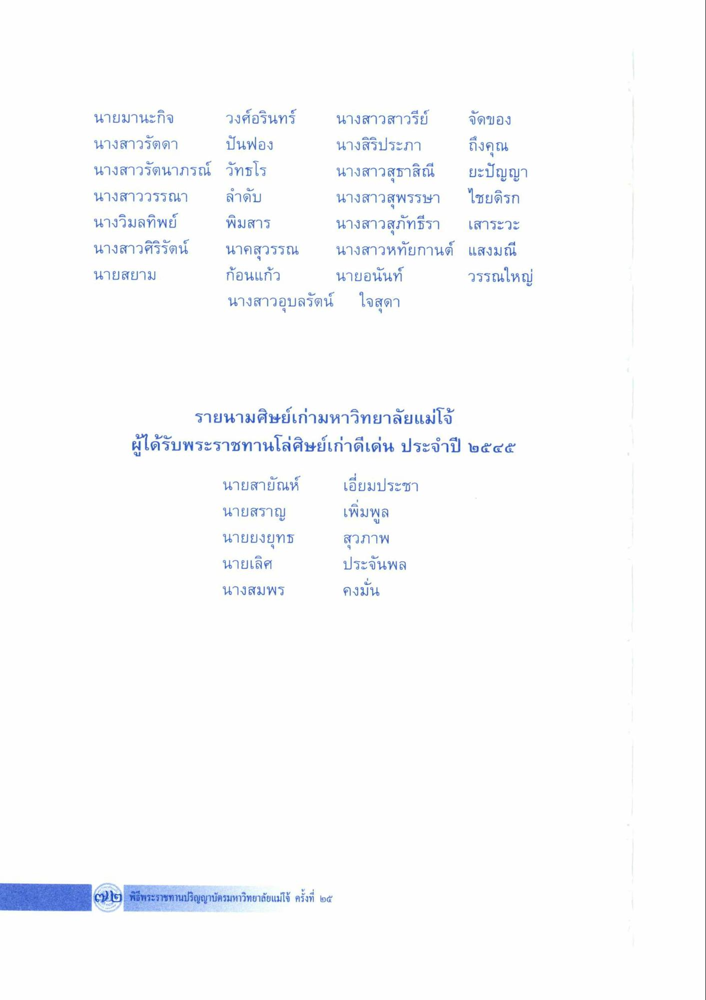 นายมานะกิจ วงศ์อรินทร์ นางสาวสาวรีย์ จัดของ
นางสาวรัตดา ปันฟอง นางสิริประภา ถึงคุณ
นางสาวรัตนาภรณ์ วัทธโร นางสาวสุธาสิณี ยะปัญญา
นางสาววรรณา ลำดับ นางสาวสุพรรษา ไชยดิรก
นางวิมลทิพย์ พิมสาร นางสาวสุภัทธีรา เสาระวะ
นางสาวศิริรัตน์ นาคสุวรรณ นางสาวหทัยกานต์ แสงมณี
นายสยาม ก้อนแก้ว นายอนันท์ วรรณใหญ่
นางสาวอุบลรัตน์ ใจสุดา
รายนามศิษย์เก่ามหาวิทยาลัยแม่โจ้
ผู้ได้รับพระราชทานโล่ศิษย์เก่าดีเด่น ประจำปี ๒๕๔๕
นายสายัณห์ เอี่ยมประชา
นายสราญ เพิ่มพูล
นายยงยุทธ สุวภาพ
นายเลิศ ประจันพล
นางสมพร คงมั่น
๗๒ พิธีพระราชทานปริญญาบัตรมหาวิทยาลัยแม่โจ้ ครั้งที่ ๒๕